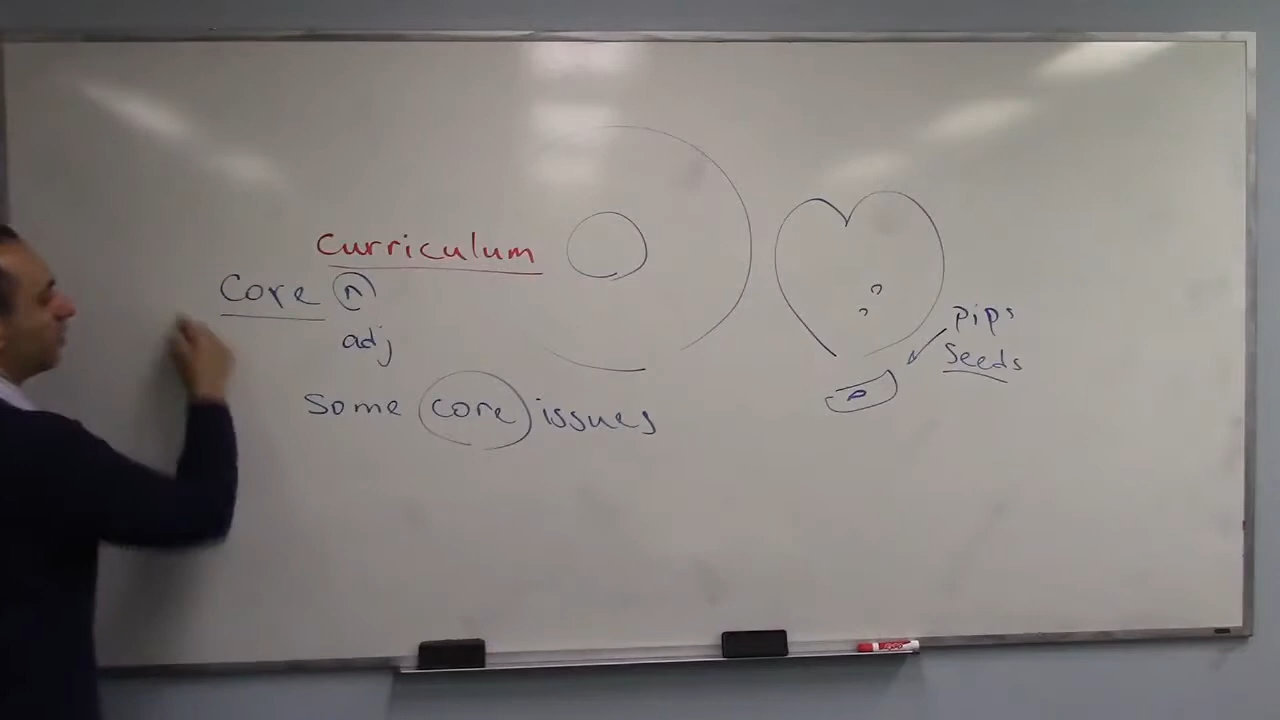 Curriculum
Core n
adj
Some core issues
pips
seeds